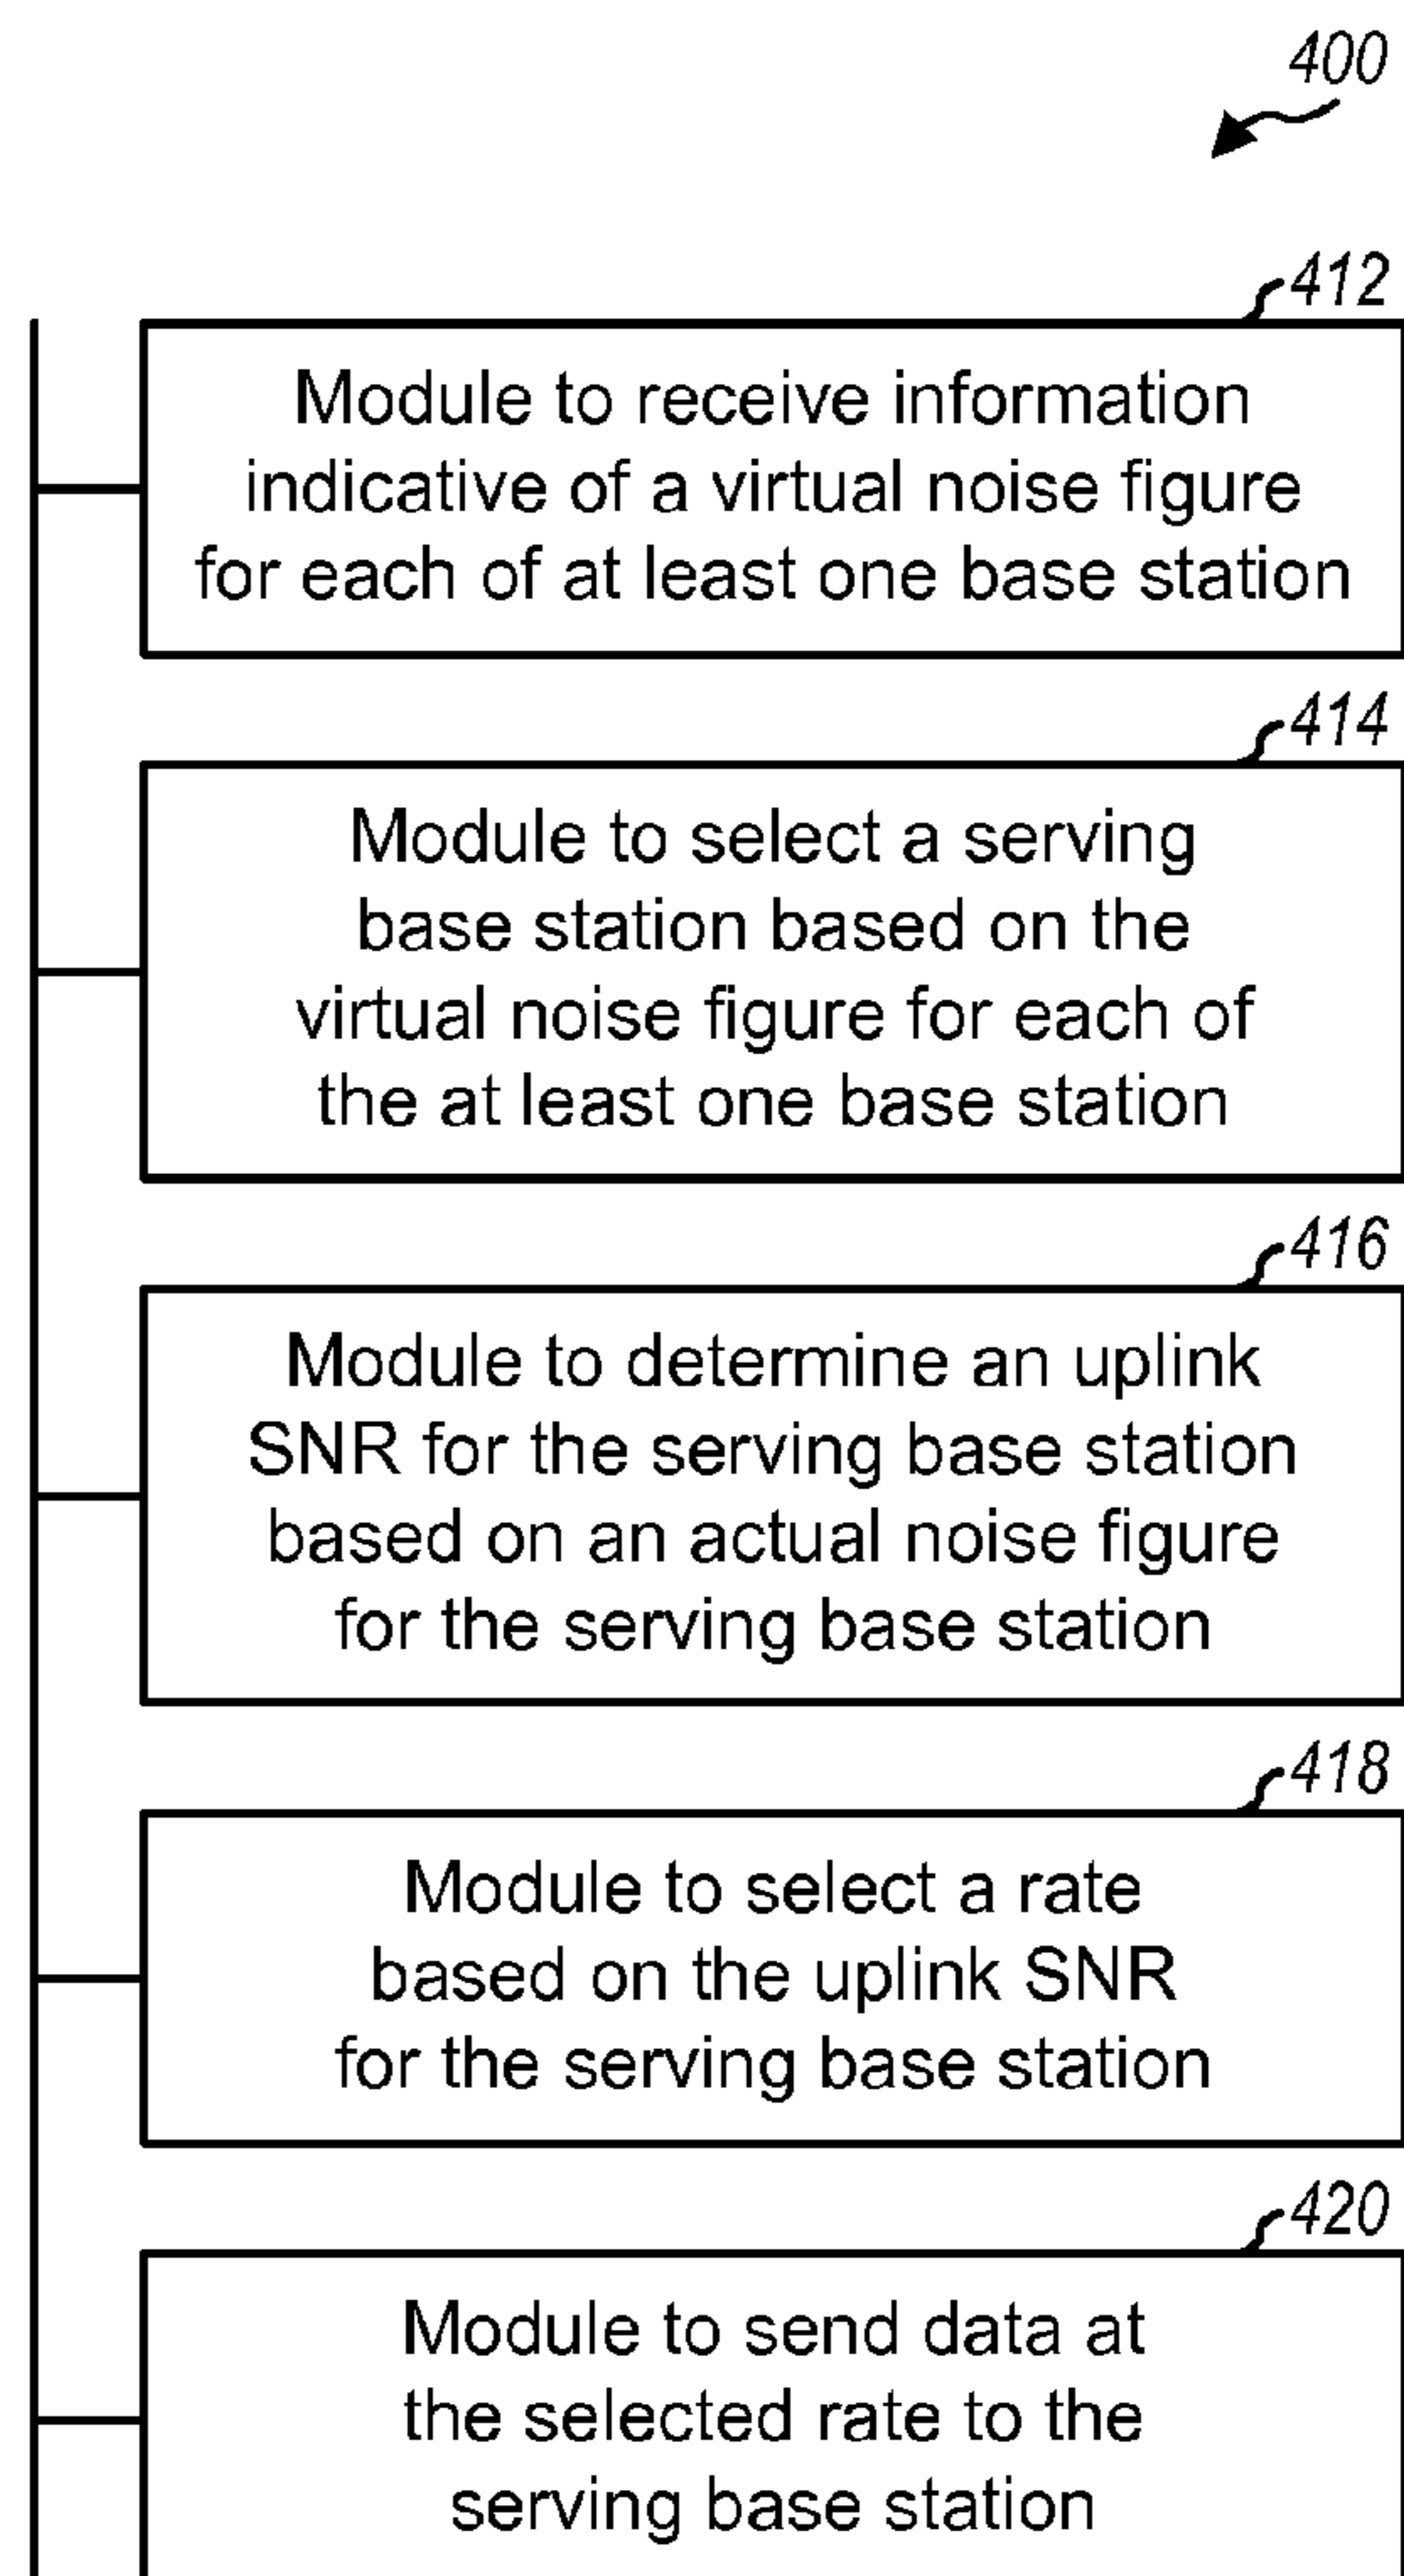 400
412
Module to receive information
indicative of a virtual noise figure
for each of at least one base station
414
Module to select a serving
base station based on the
virtual noise figure for each of
the at least one base station
416
Module to determine an uplink
SNR for the serving base station
based on an actual noise figure
for the serving base station
418
Module to select a rate
based on the uplink SNR
for the serving base station
420
Module to send data at
the selected rate to the
serving base station